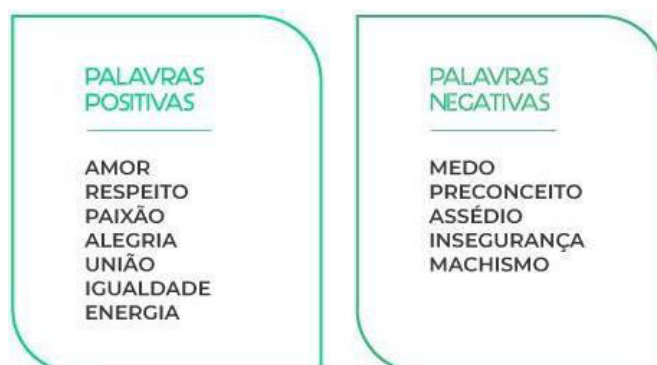 PALAVRAS
POSITIVAS
AMOR
RESPEITO
PAIXÃO
ALEGRIA
UNIÃO
IGUALDADE
ENERGIA
PALAVRAS
NEGATIVAS
MEDO
PRECONCEITO
ASSÉDIO
INSEGURANÇA
MACHISMO